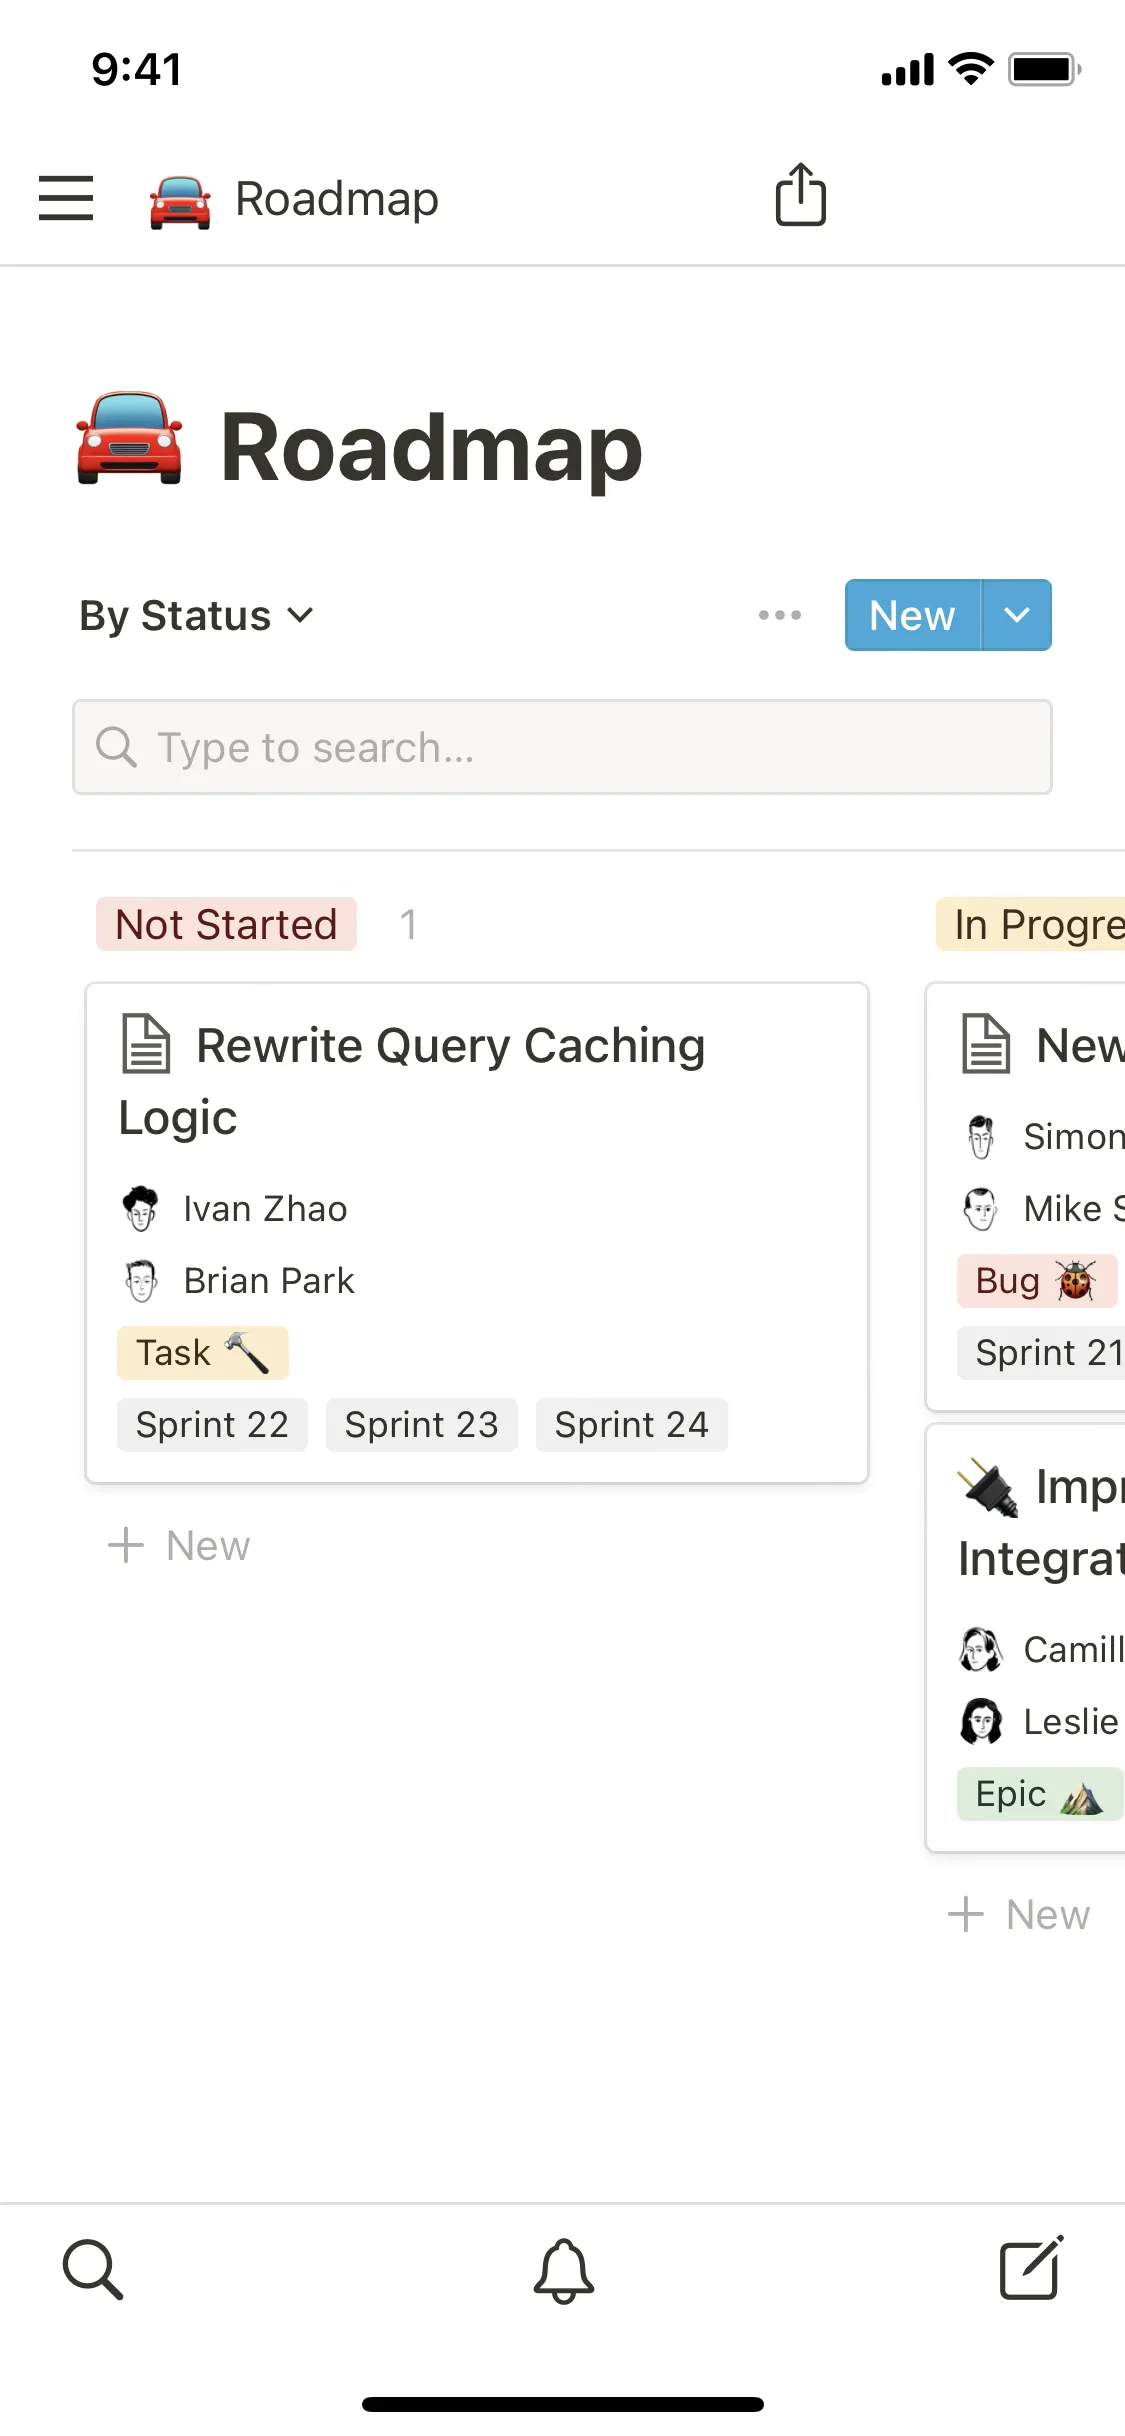 9:41
Roadmap
Roadmap
By Status
New
Type to search...
Not Started 1
Rewrite Query Caching
Logic
Ivan Zhao
Brian Park
Task
Sprint 22 Sprint 23 Sprint 24
New
In Progre
New
Simon
Mike S
Bug
Sprint 21
Impr
Integrat
Camill
Leslie
Epic
New